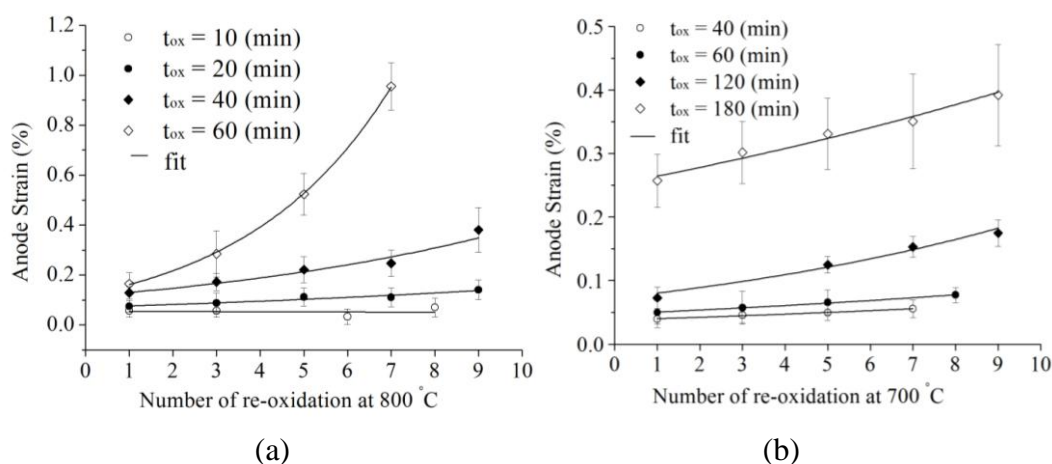 1.2
1.0
0.8
0.6
0.4
0.2
0.0
Anode Strain (%)
tox = 10 (min)
tox = 20 (min)
tox = 40 (min)
tox = 60 (min)
fit
0 1 2 3 4 5 6 7 8 9 10
Number of re-oxidation at 800 °C
(a)
0.5
0.4
0.3
0.2
0.1
0.0
Anode Strain (%)
tox = 40 (min)
tox = 60 (min)
tox = 120 (min)
tox = 180 (min)
fit
0 1 2 3 4 5 6 7 8 9 10
Number of re-oxidation at 700 °C
(b)